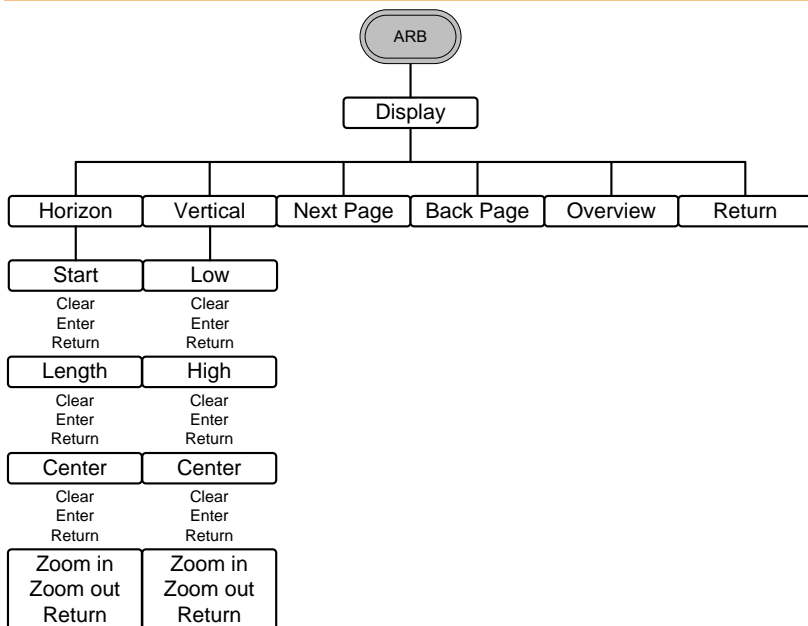 ARB
Display
Horizon
Vertical
Next Page
Back Page
Overview
Return
Start
Clear
Enter
Return
Length
Clear
Enter
Return
Center
Clear
Enter
Return
Zoom in
Zoom out
Return
Low
Clear
Enter
Return
High
Clear
Enter
Return
Center
Clear
Enter
Return
Zoom in
Zoom out
Return